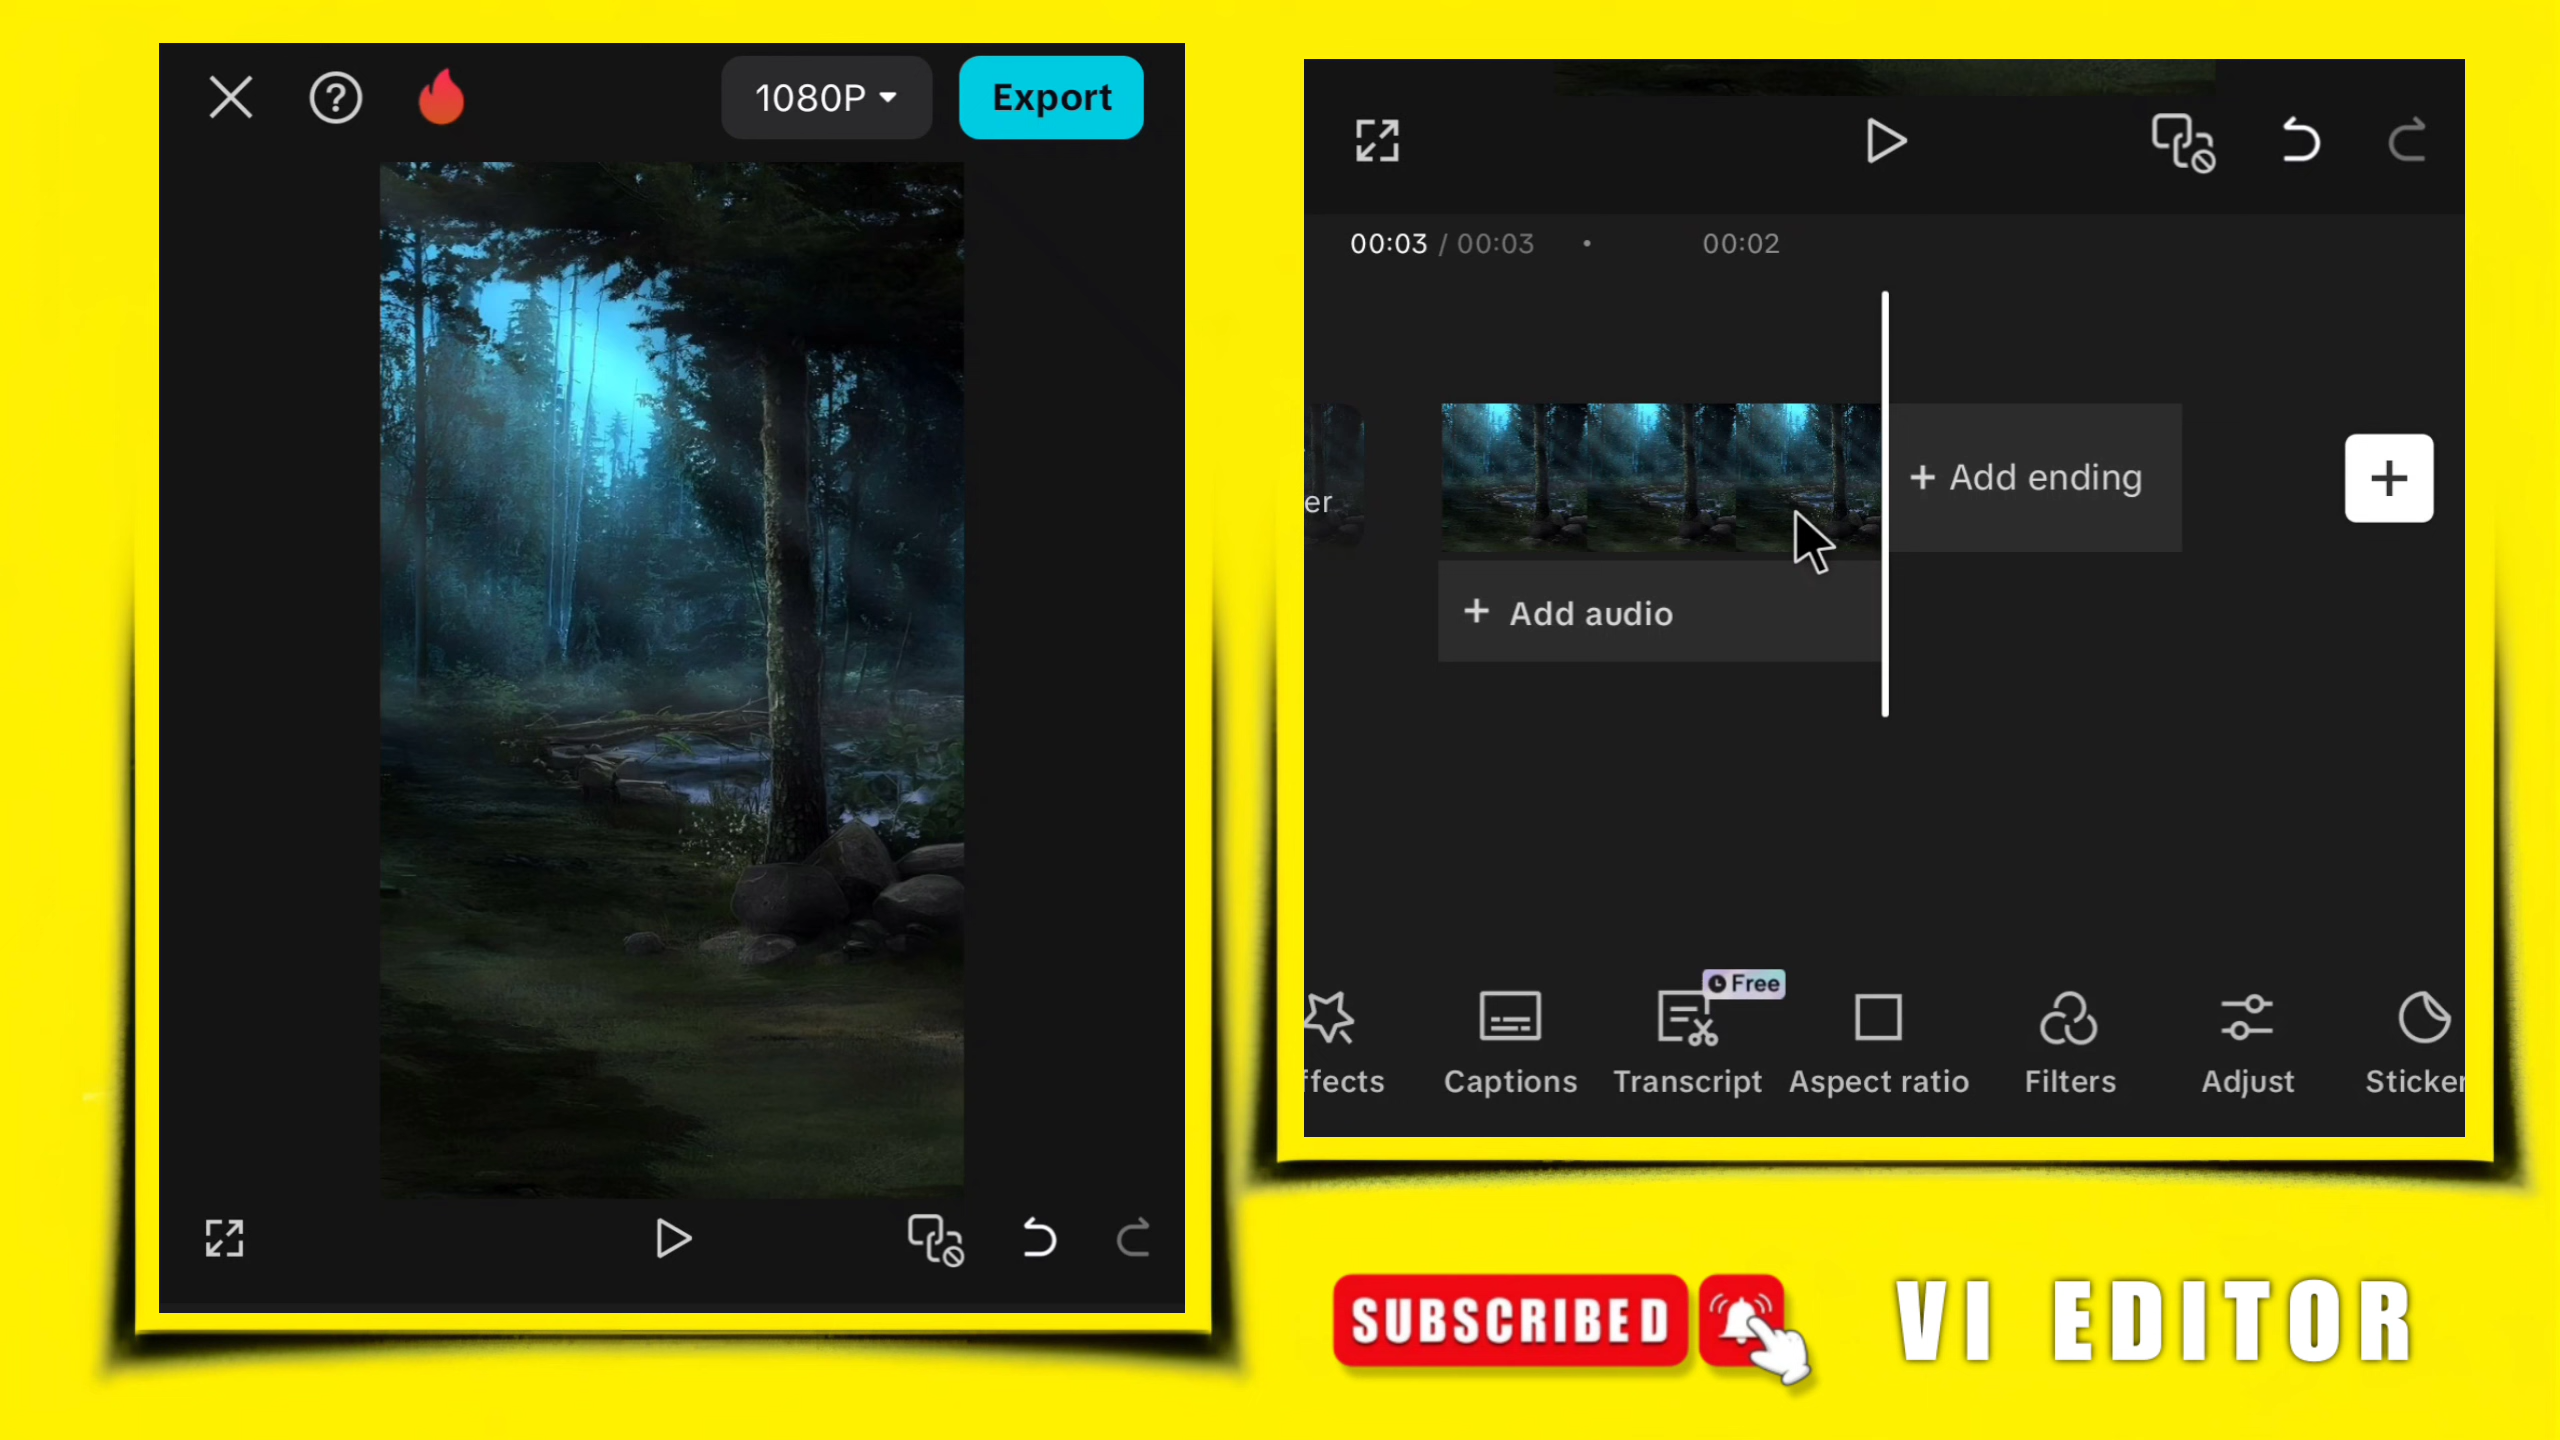 1080P
Export
00:03 / 00:03
00:02
er
+ Add ending
+ Add audio
Free
ffects
Captions
Transcript
Aspect ratio
Filters
Adjust
Sticker
SUBSCRIBED
VI EDITOR